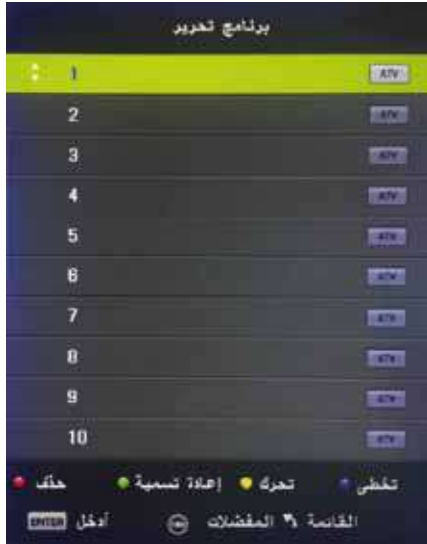 برنامج تحرير
1 ATV
2 ATV
3 ATV
4 ATV
5 ATV
6 ATV
7 ATV
8 ATV
9 ATV
10 ATV
حذف إعادة تسمية تحرك تخطى
أدخل ENTER المفضلات القائمة